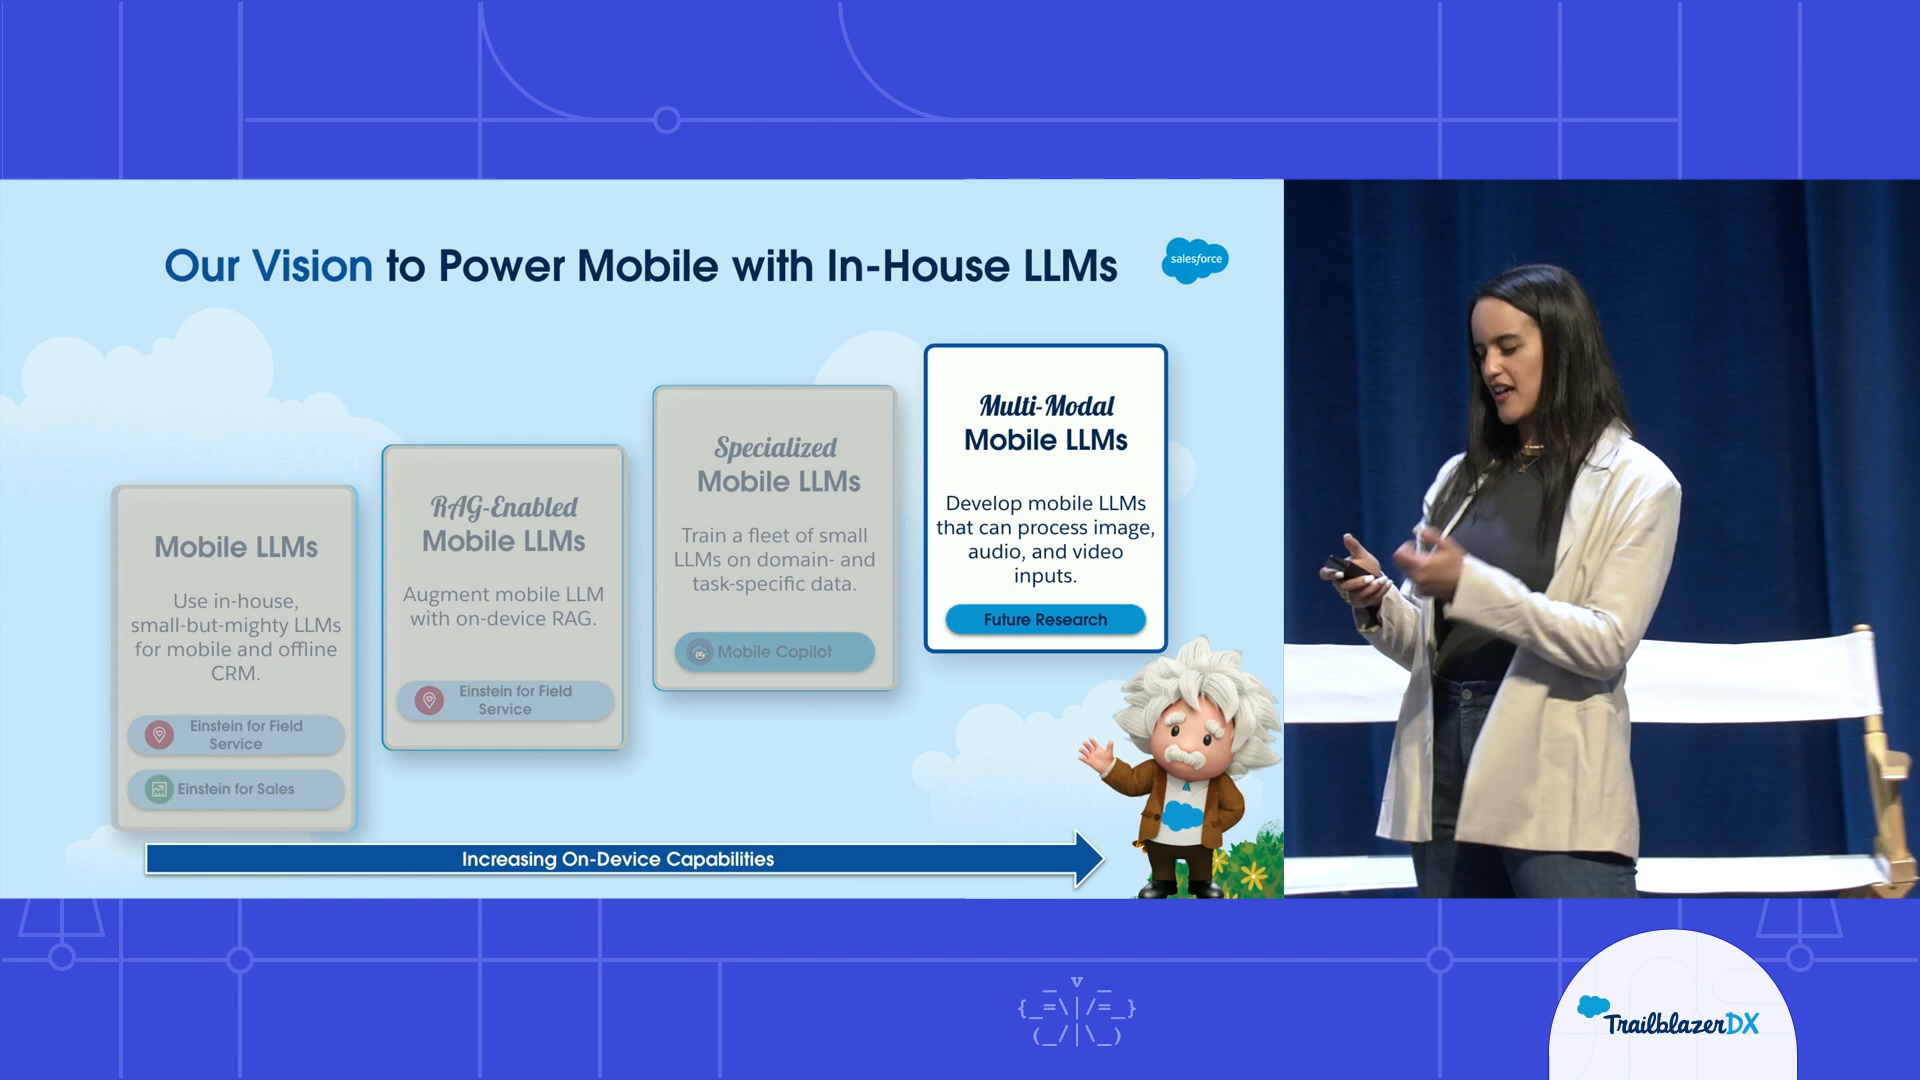 Our Vision to Power Mobile with In-House LLMs
salesforce
Mobile LLMs
Use in-house,
small-but-mighty LLMs
for mobile and offline
CRM.
Einstein for Field
Service
Einstein for Sales
RAG-Enabled
Mobile LLMs
Augment mobile LLM
with on-device RAG.
Einstein for Field
Service
Specialized
Mobile LLMs
Train a fleet of small
LLMs on domain- and
task-specific data.
Mobile Copilot
Multi-Modal
Mobile LLMs
Develop mobile LLMs
that can process image,
audio, and video
inputs.
Future Research
Increasing On-Device Capabilities
TrailblazerDX